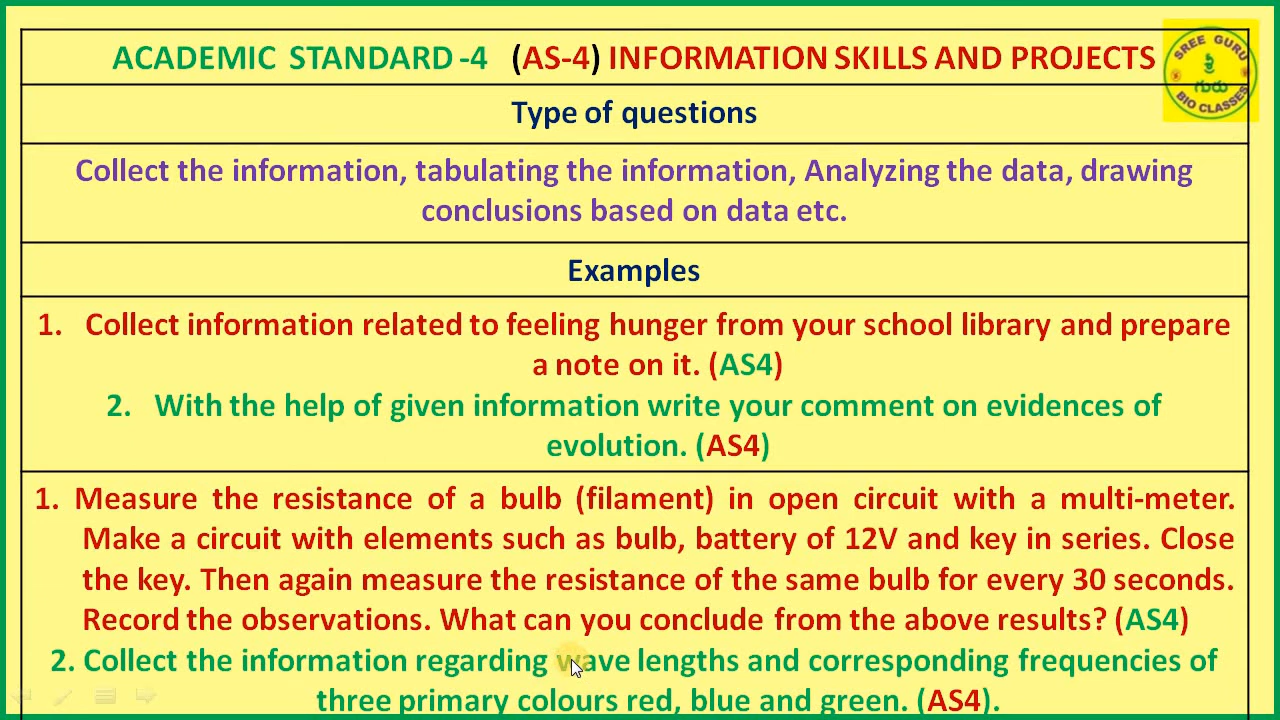 ACADEMIC STANDARD -4 (AS-4) INFORMATION SKILLS AND PROJECTS
SREE GURU
శ్రీ
గురు
BIO CLASSES
Type of questions
Collect the information, tabulating the information, Analyzing the data, drawing
conclusions based on data etc.
Examples
1. Collect information related to feeling hunger from your school library and prepare
a note on it. (AS4)
2. With the help of given information write your comment on evidences of
evolution. (AS4)
1. Measure the resistance of a bulb (filament) in open circuit with a multi-meter.
Make a circuit with elements such as bulb, battery of 12V and key in series. Close
the key. Then again measure the resistance of the same bulb for every 30 seconds.
Record the observations. What can you conclude from the above results? (AS4)
2. Collect the information regarding wave lengths and corresponding frequencies of
three primary colours red, blue and green. (AS4).